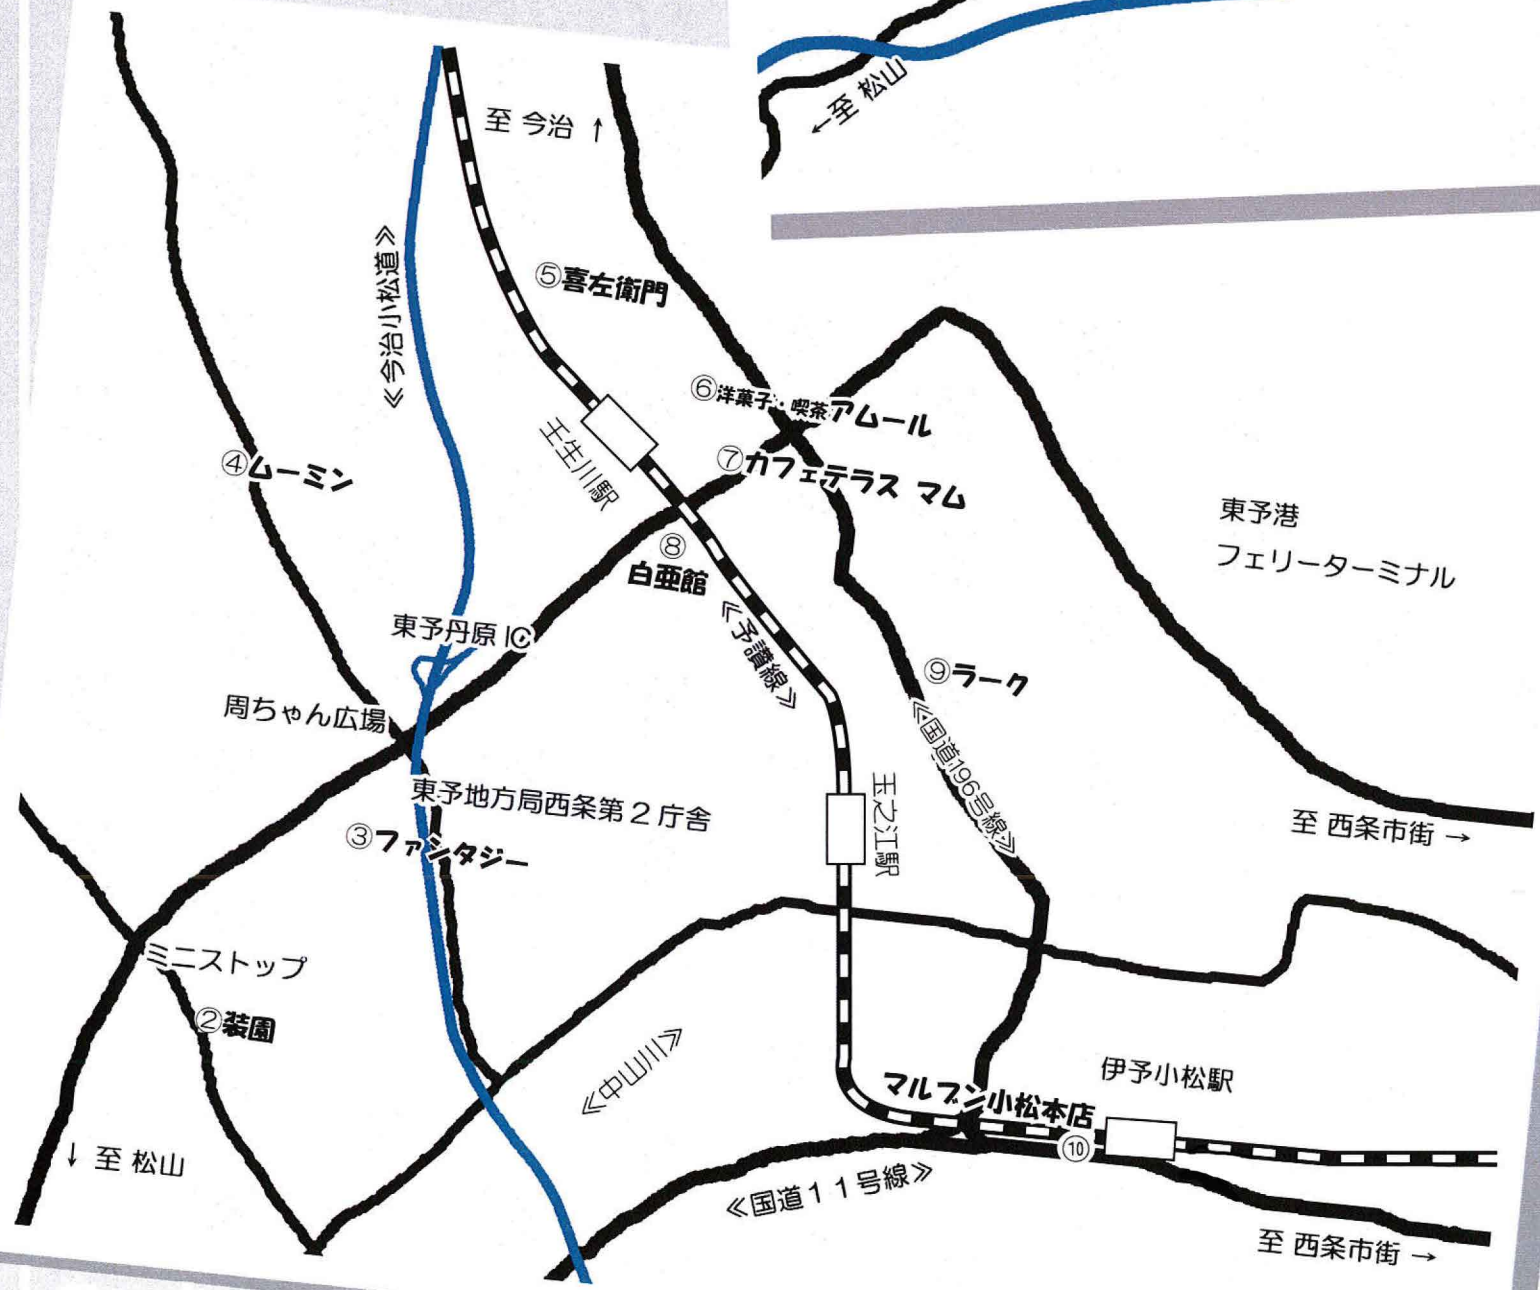 ←至 松山
至 今治 ↑
≪今治小松道≫
⑤喜左衛門
⑥洋菓子・喫茶アムール
壬生川駅
⑦カフェテラス マム
④ムーミン
東予港
フェリーターミナル
⑧
白亜館
東予丹原IC
≪予讃線≫
⑨ラーク
周ちゃん広場
≪国道196号線≫
東予地方局西条第2庁舎
玉之江駅
至 西条市街 →
③ファンタジー
ミニストップ
②装園
≪中山川≫
伊予小松駅
マルブン小松本店
⑩
↓ 至 松山
≪国道11号線≫
至 西条市街 →